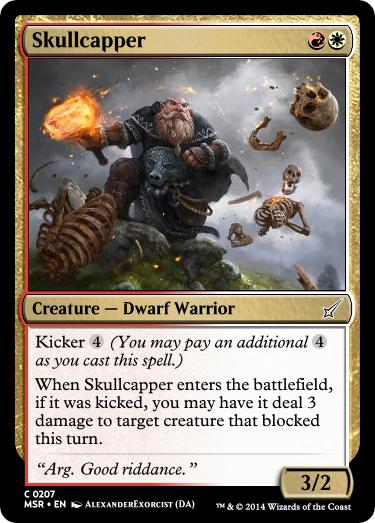 Skullcapper
Creature — Dwarf Warrior
Kicker 4 (You may pay an additional 4
as you cast this spell.)
When Skullcapper enters the battlefield,
if it was kicked, you may have it deal 3
damage to target creature that blocked
this turn.
“Arg. Good riddance.”
3/2
C 0207
MSR • EN AlexanderExorcist (DA)
™ & © 2014 Wizards of the Coast